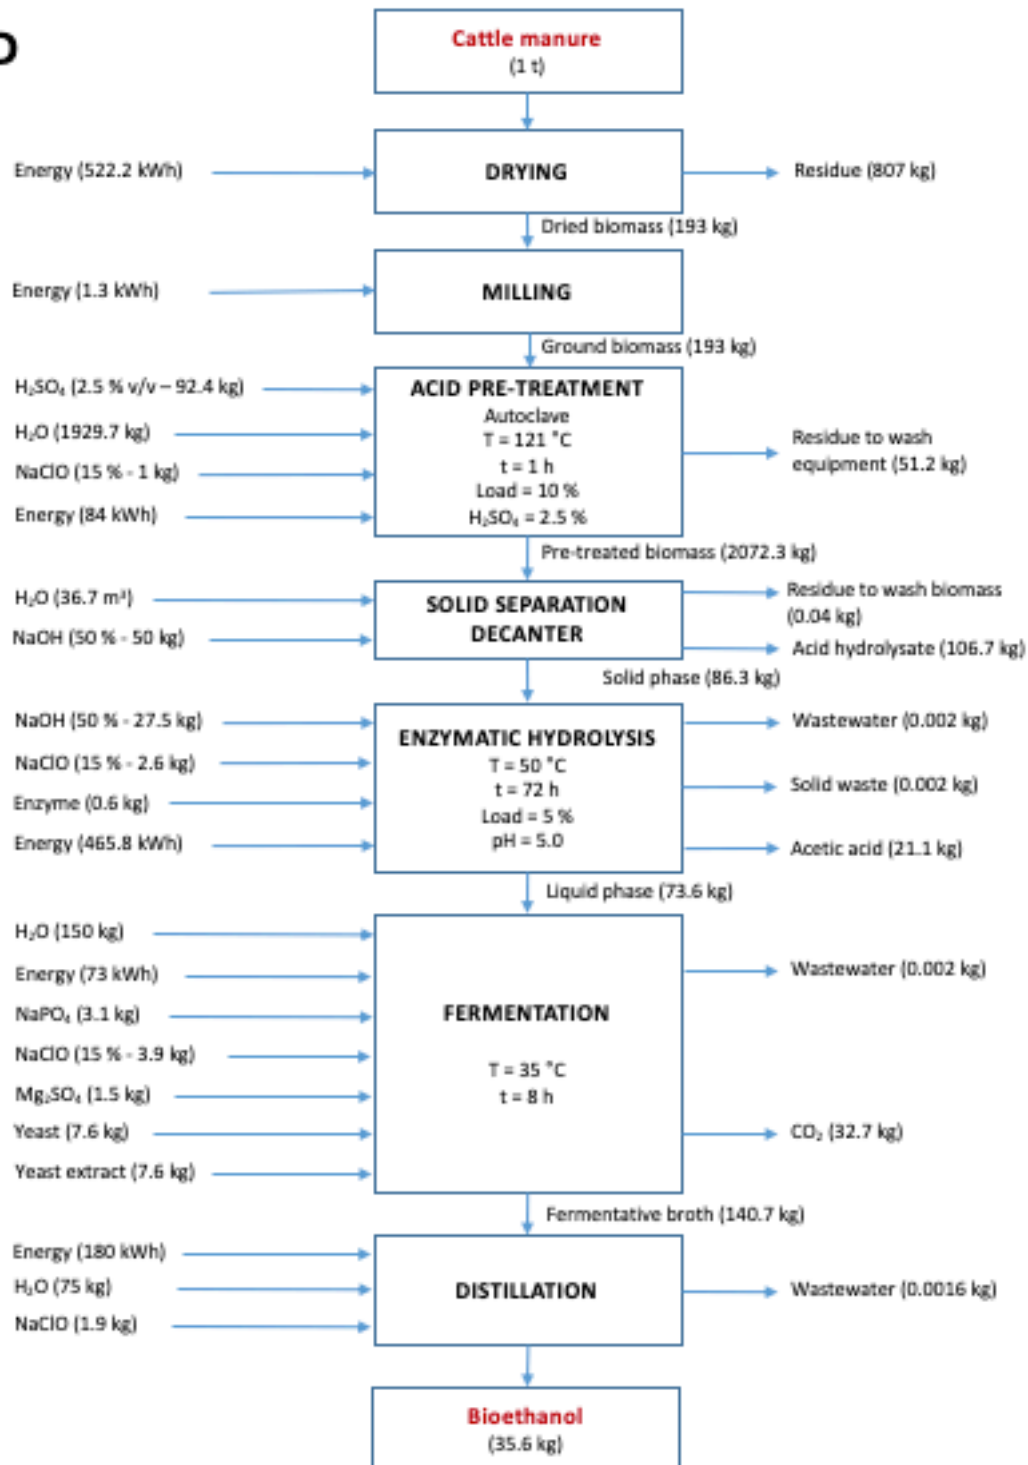 D
Cattle manure
(1 t)
Energy (522.2 kWh)
DRYING
Residue (807 kg)
Dried biomass (193 kg)
Energy (1.3 kWh)
MILLING
Ground biomass (193 kg)
H₂SO₄ (2.5 % v/v – 92.4 kg)
H₂O (1929.7 kg)
NaClO (15 % - 1 kg)
Energy (84 kWh)
ACID PRE-TREATMENT
Autoclave
T = 121 °C
t = 1 h
Load = 10 %
H₂SO₄ = 2.5 %
Residue to wash
equipment (51.2 kg)
Pre-treated biomass (2072.3 kg)
H₂O (36.7 m³)
NaOH (50 % - 50 kg)
SOLID SEPARATION
DECANTER
Residue to wash biomass
(0.04 kg)
Acid hydrolysate (106.7 kg)
Solid phase (86.3 kg)
NaOH (50 % - 27.5 kg)
NaClO (15 % - 2.6 kg)
Enzyme (0.6 kg)
Energy (465.8 kWh)
ENZYMATIC HYDROLYSIS
T = 50 °C
t = 72 h
Load = 5 %
pH = 5.0
Wastewater (0.002 kg)
Solid waste (0.002 kg)
Acetic acid (21.1 kg)
Liquid phase (73.6 kg)
H₂O (150 kg)
Energy (73 kWh)
NaPO₄ (3.1 kg)
NaClO (15 % - 3.9 kg)
Mg₂SO₄ (1.5 kg)
Yeast (7.6 kg)
Yeast extract (7.6 kg)
FERMENTATION
T = 35 °C
t = 8 h
Wastewater (0.002 kg)
CO₂ (32.7 kg)
Fermentative broth (140.7 kg)
Energy (180 kWh)
H₂O (75 kg)
NaClO (1.9 kg)
DISTILLATION
Wastewater (0.0016 kg)
Bioethanol
(35.6 kg)